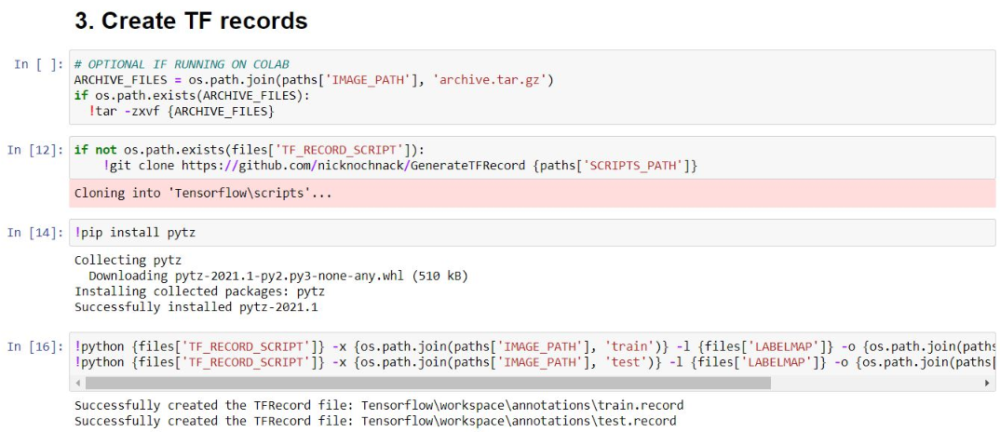 3. Create TF records
In [ ]: # OPTIONAL IF RUNNING ON COLAB
ARCHIVE_FILES = os.path.join(paths['IMAGE_PATH'], 'archive.tar.gz')
if os.path.exists(ARCHIVE_FILES):
  !tar -zxvf {ARCHIVE_FILES}
In [12]: if not os.path.exists(files['TF_RECORD_SCRIPT']):
    !git clone https://github.com/nicknochnack/GenerateTFRecord {paths['SCRIPTS_PATH']}
Cloning into 'Tensorflow\scripts'...
In [14]: !pip install pytz
Collecting pytz
  Downloading pytz-2021.1-py2.py3-none-any.whl (510 kB)
Installing collected packages: pytz
Successfully installed pytz-2021.1
In [16]: !python {files['TF_RECORD_SCRIPT']} -x {os.path.join(paths['IMAGE_PATH'], 'train')} -l {files['LABELMAP']} -o {os.path.join(paths
!python {files['TF_RECORD_SCRIPT']} -x {os.path.join(paths['IMAGE_PATH'], 'test')} -l {files['LABELMAP']} -o {os.path.join(paths[
Successfully created the TFRecord file: Tensorflow\workspace\annotations\train.record
Successfully created the TFRecord file: Tensorflow\workspace\annotations\test.record